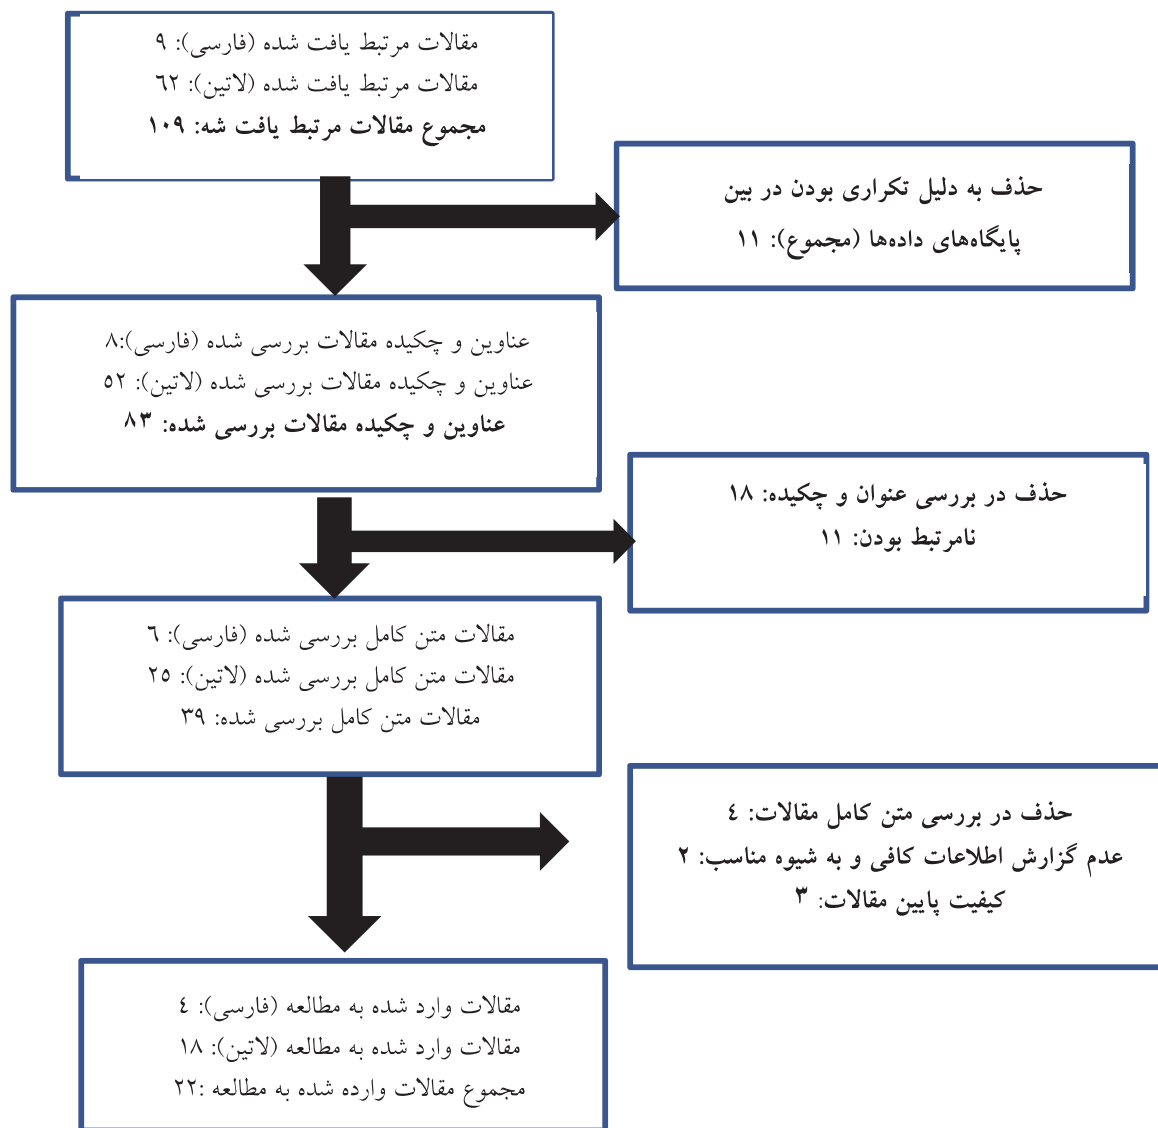 مقالات مرتبط یافت شده (فارسی): ۹
مقالات مرتبط یافت شده (لاتین): ٦٢
مجموع مقالات مرتبط یافت شه: ۱۰۹
حذف به دلیل تکراری بودن در بین
پایگاه‌های داده‌ها (مجموع): ۱۱
عناوین و چکیده مقالات بررسی شده (فارسی):۸
عناوین و چکیده مقالات بررسی شده (لاتین): ٥٢
عناوین و چکیده مقالات بررسی شده: ۸۳
حذف در بررسی عنوان و چکیده: ۱۸
نامرتبط بودن: ۱۱
مقالات متن کامل بررسی شده (فارسی): ٦
مقالات متن کامل بررسی شده (لاتین): ٢٥
مقالات متن کامل بررسی شده: ۳۹
حذف در بررسی متن کامل مقالات: ٤
عدم گزارش اطلاعات کافی و به شیوه مناسب: ۲
کیفیت پایین مقالات: ۳
مقالات وارد شده به مطالعه (فارسی): ٤
مقالات وارد شده به مطالعه (لاتین): ۱۸
مجموع مقالات وارده شده به مطالعه :۲۲